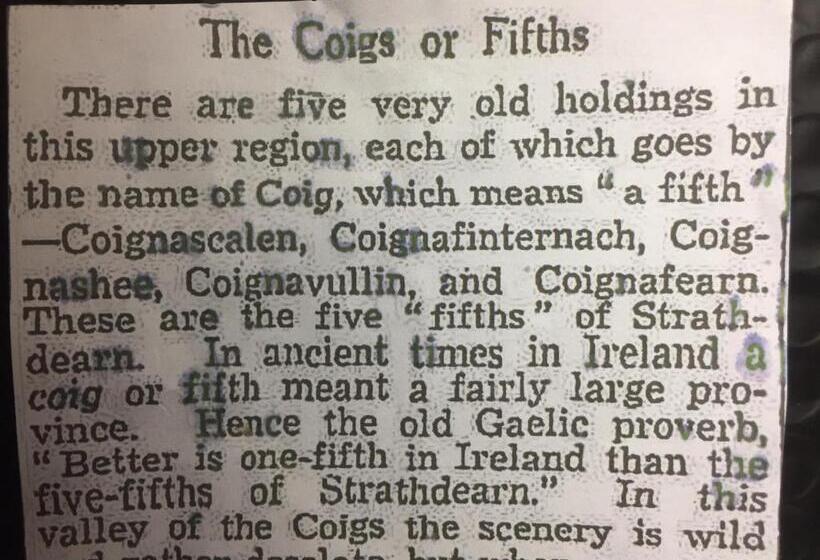 The Coigs or Fifths
There are five very old holdings in
this upper region, each of which goes by
the name of Coig, which means “a fifth”
—Coignascalen, Coignafinternach, Coig-
nashee, Coignavullin, and Coignafearn.
These are the five “fifths” of Strath-
dearn. In ancient times in Ireland a
coig or fifth meant a fairly large pro-
vince. Hence the old Gaelic proverb,
“Better is one-fifth in Ireland than the
five-fifths of Strathdearn.” In this
valley of the Coigs the scenery is wild
rather desolate but